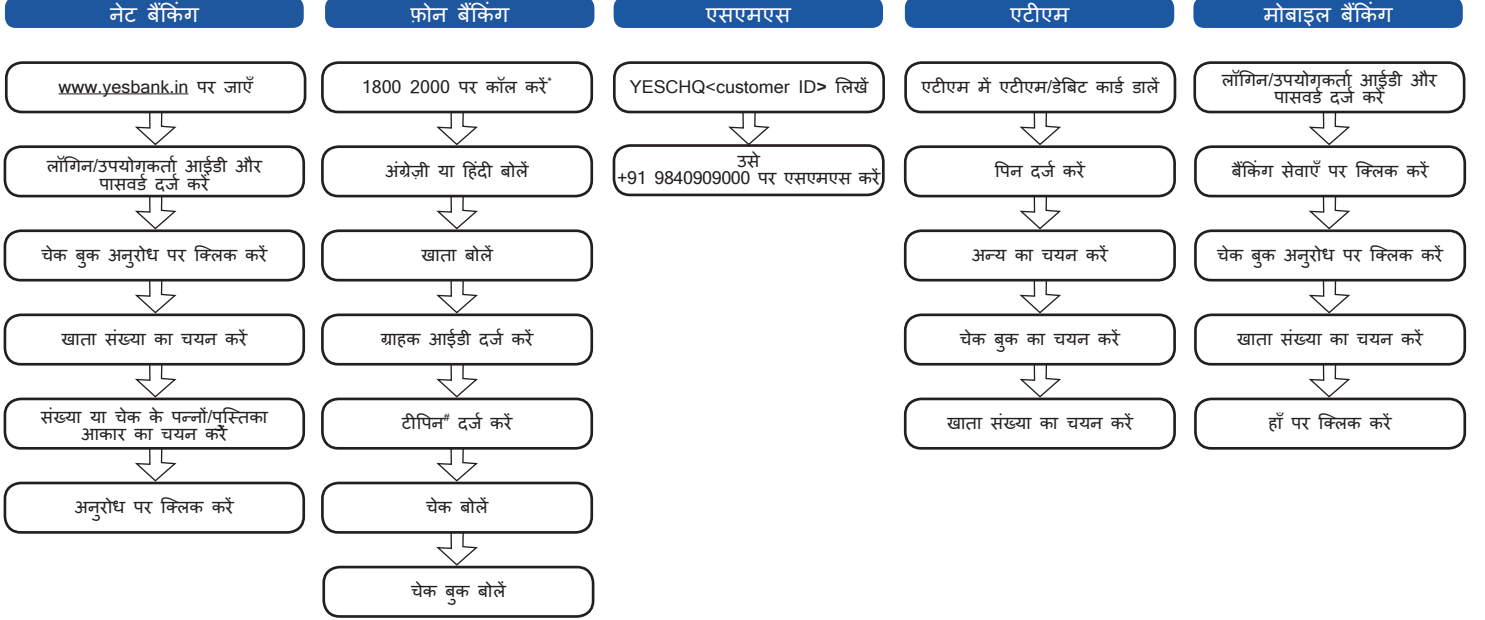 नेट बैंकिंग
www.yesbank.in पर जाएँ
लॉगिन/उपयोगकर्ता आईडी और
पासवर्ड दर्ज करें
चेक बुक अनुरोध पर क्लिक करें
खाता संख्या का चयन करें
संख्या या चेक के पन्नों/पुस्तिका
आकार का चयन करें
अनुरोध पर क्लिक करें
फ़ोन बैंकिंग
1800 2000 पर कॉल करें*
अंग्रेज़ी या हिंदी बोलें
खाता बोलें
ग्राहक आईडी दर्ज करें
टीपिन# दर्ज करें
चेक बोलें
चेक बुक बोलें
एसएमएस
YESCHQ<customer ID> लिखें
उसे
+91 9840909000 पर एसएमएस करें
एटीएम
एटीएम में एटीएम/डेबिट कार्ड डालें
पिन दर्ज करें
अन्य का चयन करें
चेक बुक का चयन करें
खाता संख्या का चयन करें
मोबाइल बैंकिंग
लॉगिन/उपयोगकर्ता आईडी और
पासवर्ड दर्ज करें
बैंकिंग सेवाएँ पर क्लिक करें
चेक बुक अनुरोध पर क्लिक करें
खाता संख्या का चयन करें
हाँ पर क्लिक करें